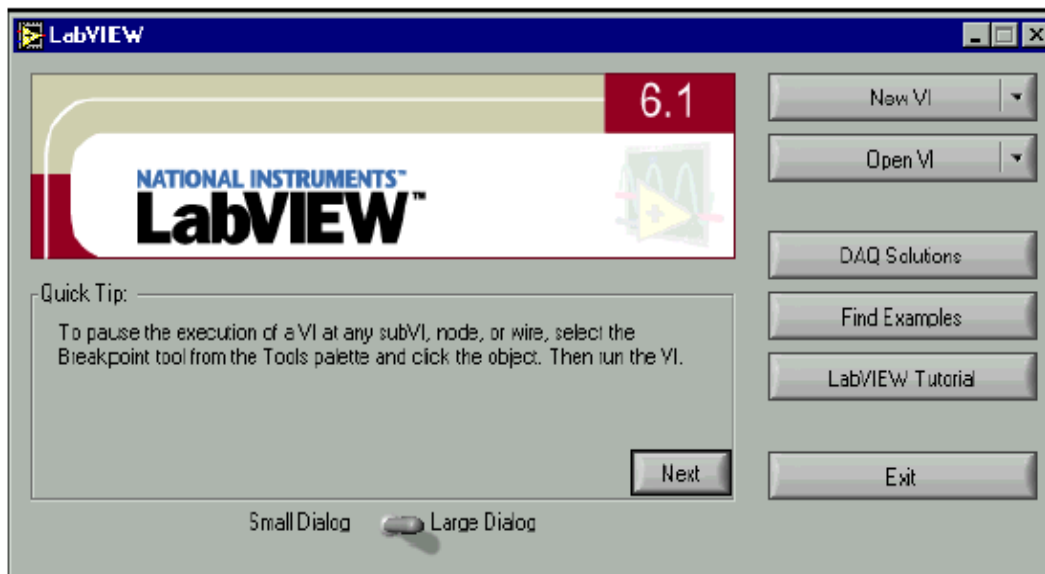 LabVIEW
6.1
NATIONAL INSTRUMENTS™
LabVIEW™
Quick Tip:
To pause the execution of a VI at any subVI, node, or wire, select the
Breakpoint tool from the Tools palette and click the object. Then run the VI.
Next
Small Dialog
Large Dialog
New VI
Open VI
DAQ Solutions
Find Examples
LabVIEW Tutorial
Exit